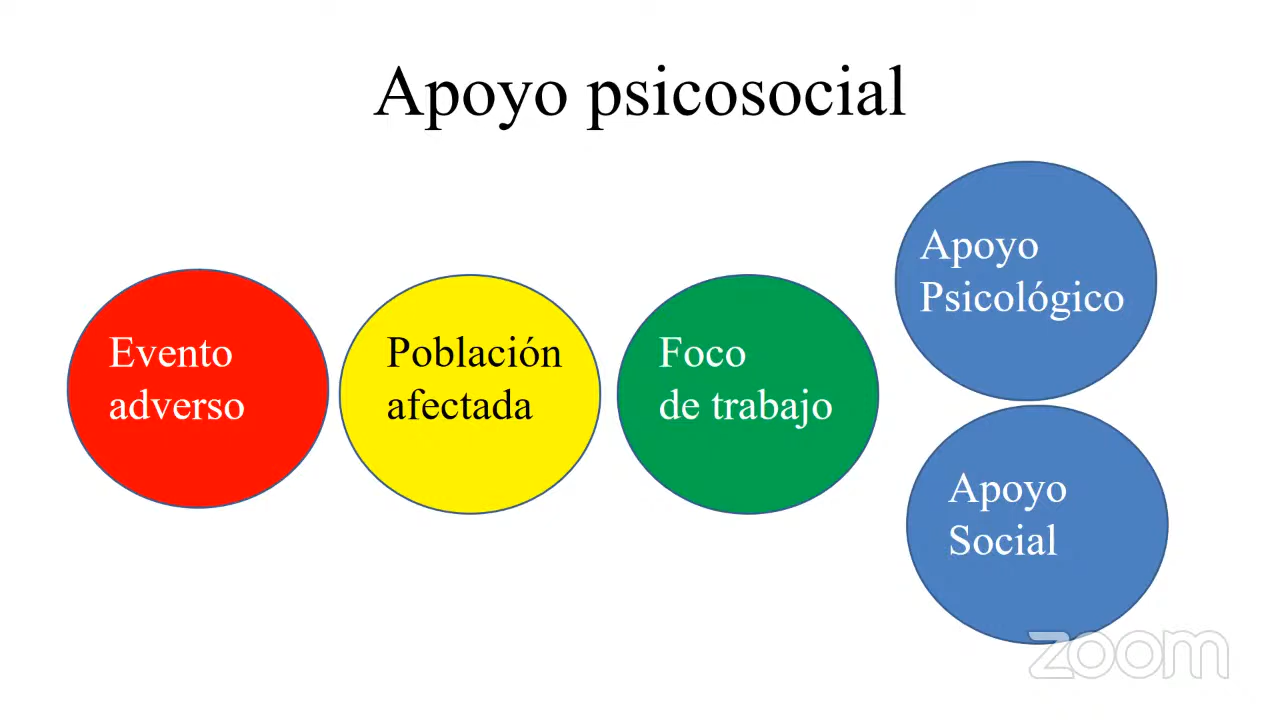 Apoyo psicosocial
Evento
adverso
Población
afectada
Foco
de trabajo
Apoyo
Psicológico
Apoyo
Social
zoom